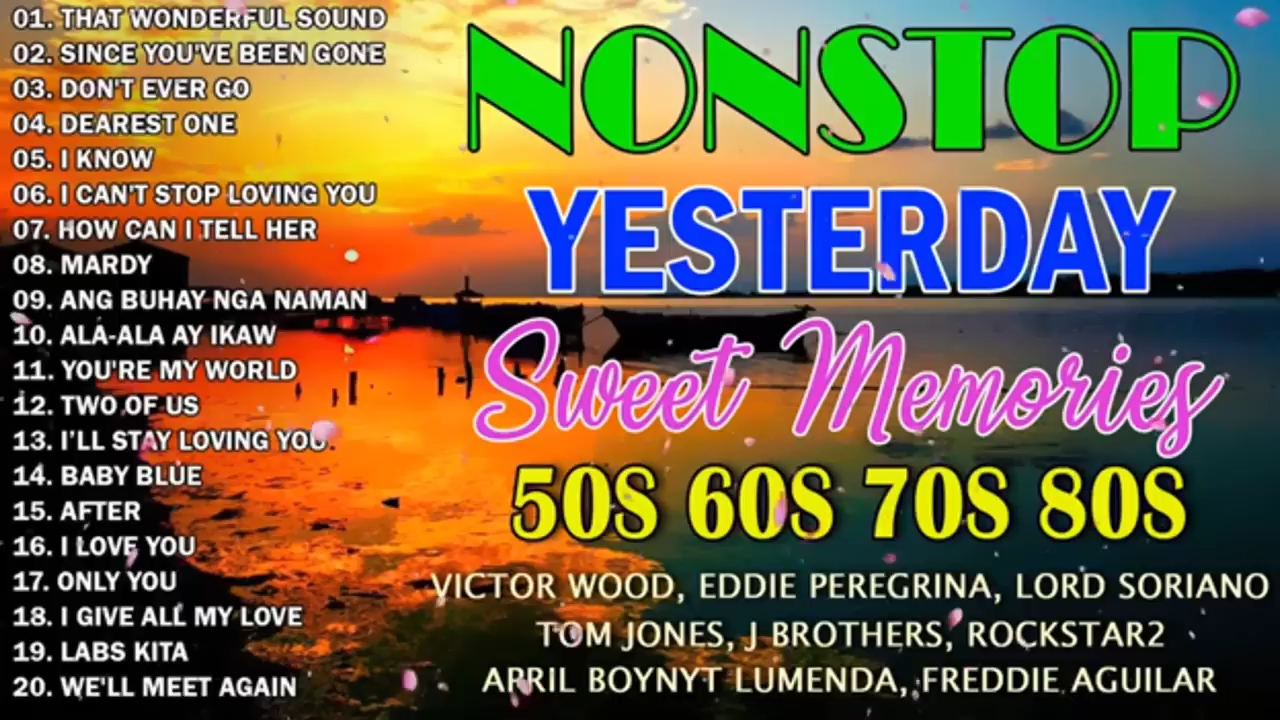 01. THAT WONDERFUL SOUND
02. SINCE YOU'VE BEEN GONE
03. DON'T EVER GO
04. DEAREST ONE
05. I KNOW
06. I CAN'T STOP LOVING YOU
07. HOW CAN I TELL HER
08. MARDY
09. ANG BUHAY NGA NAMAN
10. ALA-ALA AY IKAW
11. YOU'RE MY WORLD
12. TWO OF US
13. I'LL STAY LOVING YOU.
14. BABY BLUE
15. AFTER
16. I LOVE YOU
17. ONLY YOU
18. I GIVE ALL MY LOVE
19. LABS KITA
20. WE'LL MEET AGAIN
NONSTOP
YESTERDAY
Sweet Memories
50S 60S 70S 80S
VICTOR WOOD, EDDIE PEREGRINA, LORD SORIANO
TOM JONES, J BROTHERS, ROCKSTAR2
APRIL BOYNYT LUMENDA, FREDDIE AGUILAR